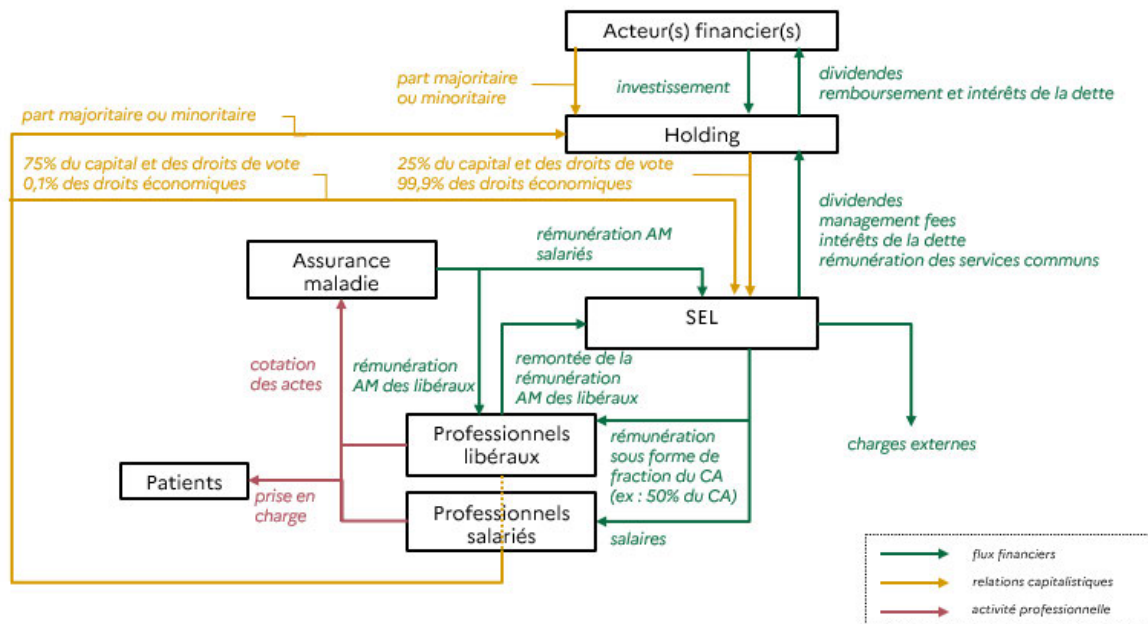 Acteur(s) financier(s)
part majoritaire
ou minoritaire
investissement
dividendes
remboursement et intérêts de la dette
part majoritaire ou minoritaire
Holding
75% du capital et des droits de vote
0,1% des droits économiques
25% du capital et des droits de vote
99,9% des droits économiques
dividendes
management fees
intérêts de la dette
rémunération des services communs
rémunération AM
salariés
Assurance
maladie
SEL
cotation
des actes
rémunération
AM des libéraux
remontée de la
rémunération
AM des libéraux
Professionnels
libéraux
rémunération
sous forme de
fraction du CA
(ex : 50% du CA)
charges externes
Patients
prise en
charge
Professionnels
salariés
salaires
flux financiers
relations capitalistiques
activité professionnelle